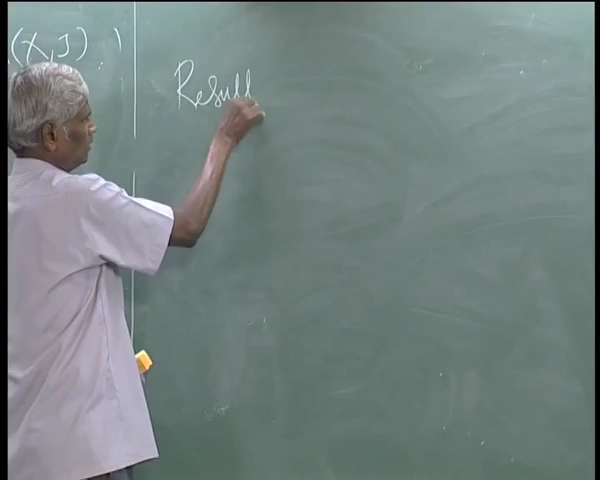 (X, J) )
Result